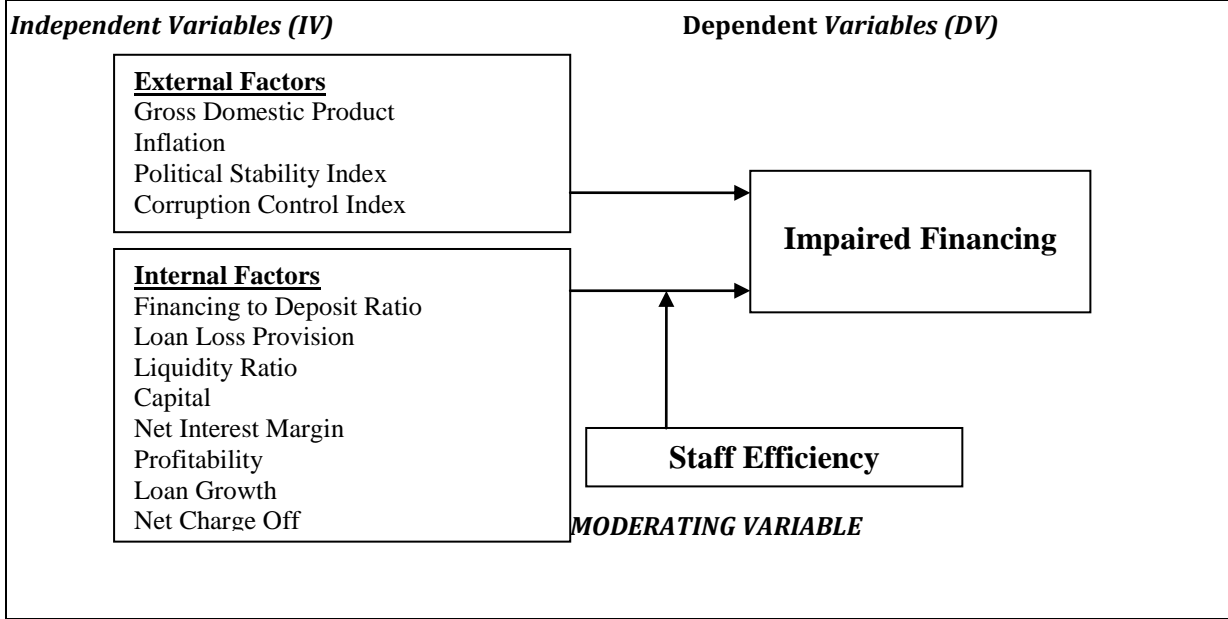 Independent Variables (IV)
Dependent Variables (DV)
External Factors
Gross Domestic Product
Inflation
Political Stability Index
Corruption Control Index
Impaired Financing
Internal Factors
Financing to Deposit Ratio
Loan Loss Provision
Liquidity Ratio
Capital
Net Interest Margin
Profitability
Loan Growth
Net Charge Off
Staff Efficiency
MODERATING VARIABLE